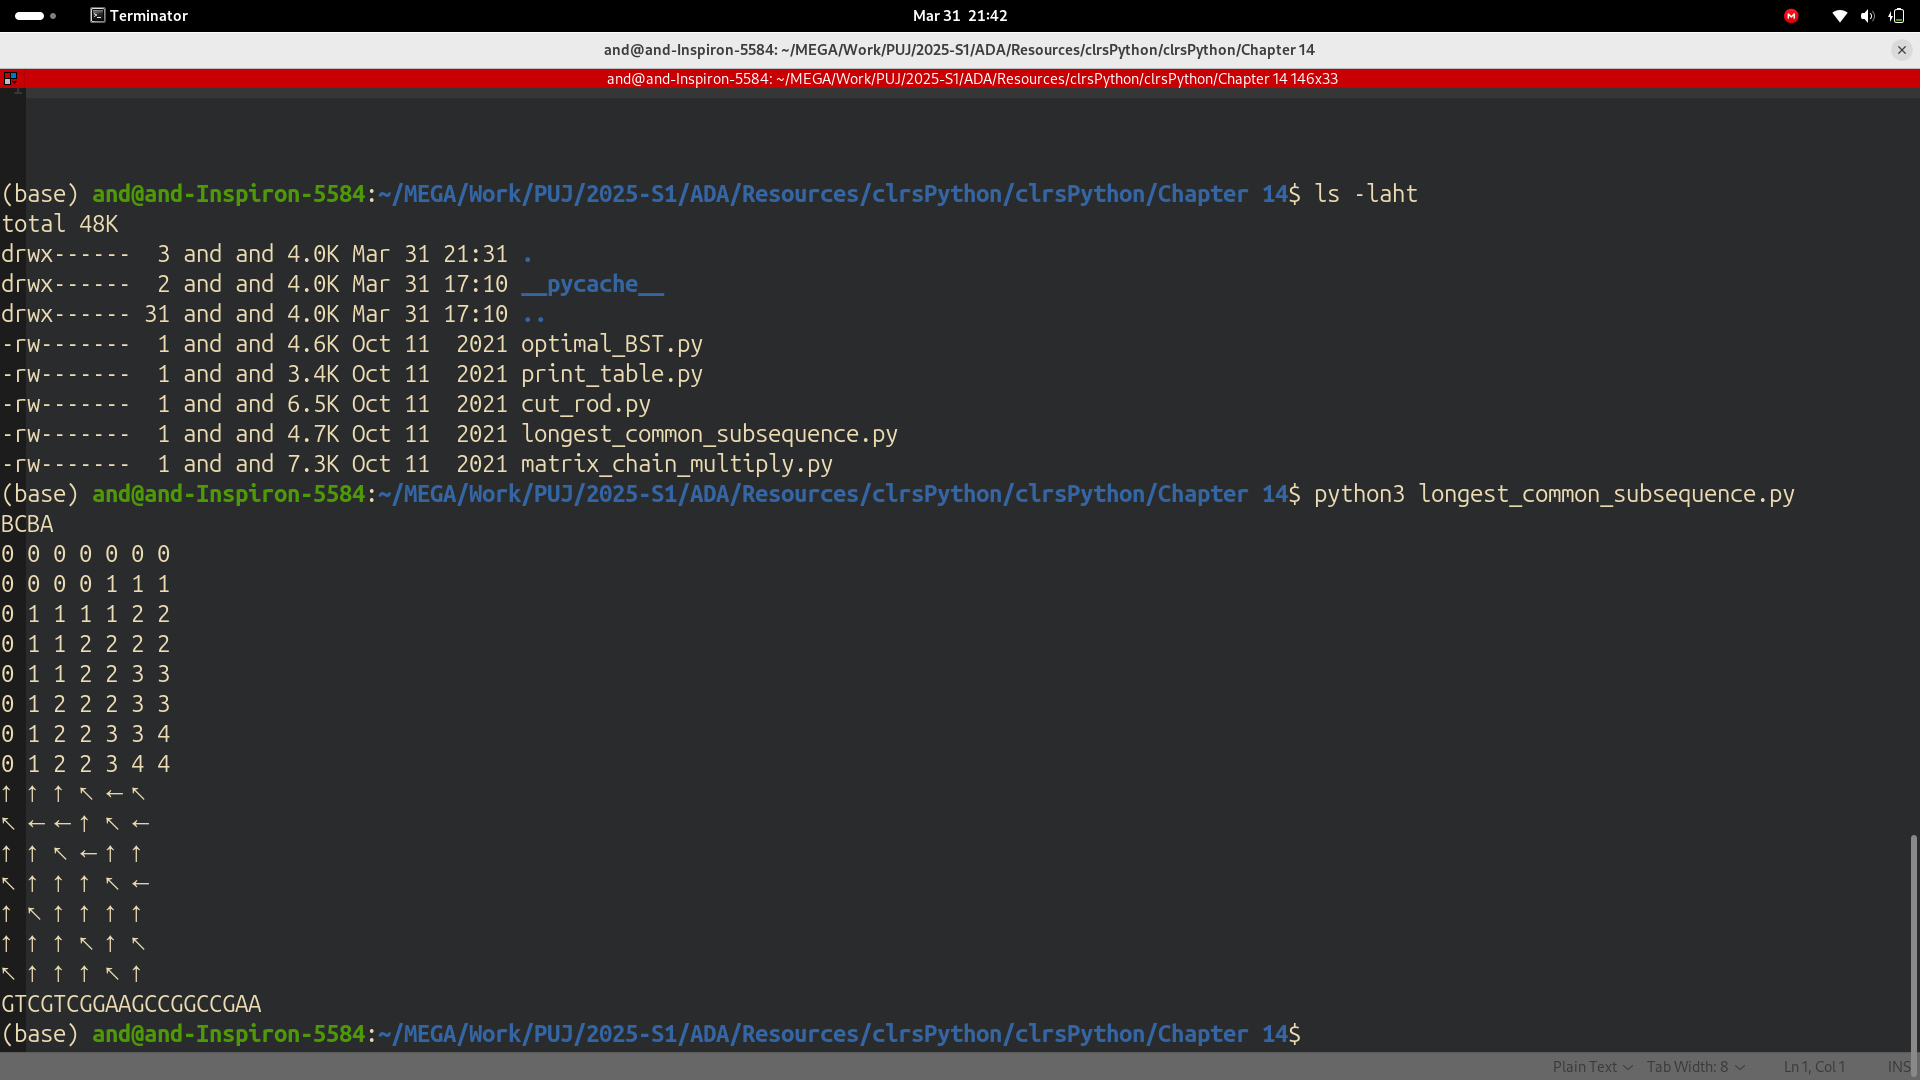 Terminator
Mar 31 21:42
and@and-Inspiron-5584: ~/MEGA/Work/PUJ/2025-S1/ADA/Resources/clrsPython/clrsPython/Chapter 14
and@and-Inspiron-5584: ~/MEGA/Work/PUJ/2025-S1/ADA/Resources/clrsPython/clrsPython/Chapter 14 146x33
1
(base) and@and-Inspiron-5584:~/MEGA/Work/PUJ/2025-S1/ADA/Resources/clrsPython/clrsPython/Chapter 14$ ls -laht
total 48K
drwx------  3 and and 4.0K Mar 31 21:31 .
drwx------  2 and and 4.0K Mar 31 17:10 __pycache__
drwx------ 31 and and 4.0K Mar 31 17:10 ..
-rw-------  1 and and 4.6K Oct 11  2021 optimal_BST.py
-rw-------  1 and and 3.4K Oct 11  2021 print_table.py
-rw-------  1 and and 6.5K Oct 11  2021 cut_rod.py
-rw-------  1 and and 4.7K Oct 11  2021 longest_common_subsequence.py
-rw-------  1 and and 7.3K Oct 11  2021 matrix_chain_multiply.py
(base) and@and-Inspiron-5584:~/MEGA/Work/PUJ/2025-S1/ADA/Resources/clrsPython/clrsPython/Chapter 14$ python3 longest_common_subsequence.py
BCBA
0 0 0 0 0 0 0
0 0 0 0 1 1 1
0 1 1 1 1 2 2
0 1 1 2 2 2 2
0 1 1 2 2 3 3
0 1 2 2 2 3 3
0 1 2 2 3 3 4
0 1 2 2 3 4 4
↑ ↑ ↑ ↖ ← ↖
↖ ← ← ↑ ↖ ←
↑ ↑ ↖ ← ↑ ↑
↖ ↑ ↑ ↑ ↖ ←
↑ ↖ ↑ ↑ ↑ ↑
↑ ↑ ↑ ↖ ↑ ↖
↖ ↑ ↑ ↑ ↖ ↑
GTCGTCGGAAGCCGGCCGAA
(base) and@and-Inspiron-5584:~/MEGA/Work/PUJ/2025-S1/ADA/Resources/clrsPython/clrsPython/Chapter 14$
Plain Text Tab Width: 8 Ln 1, Col 1 INS